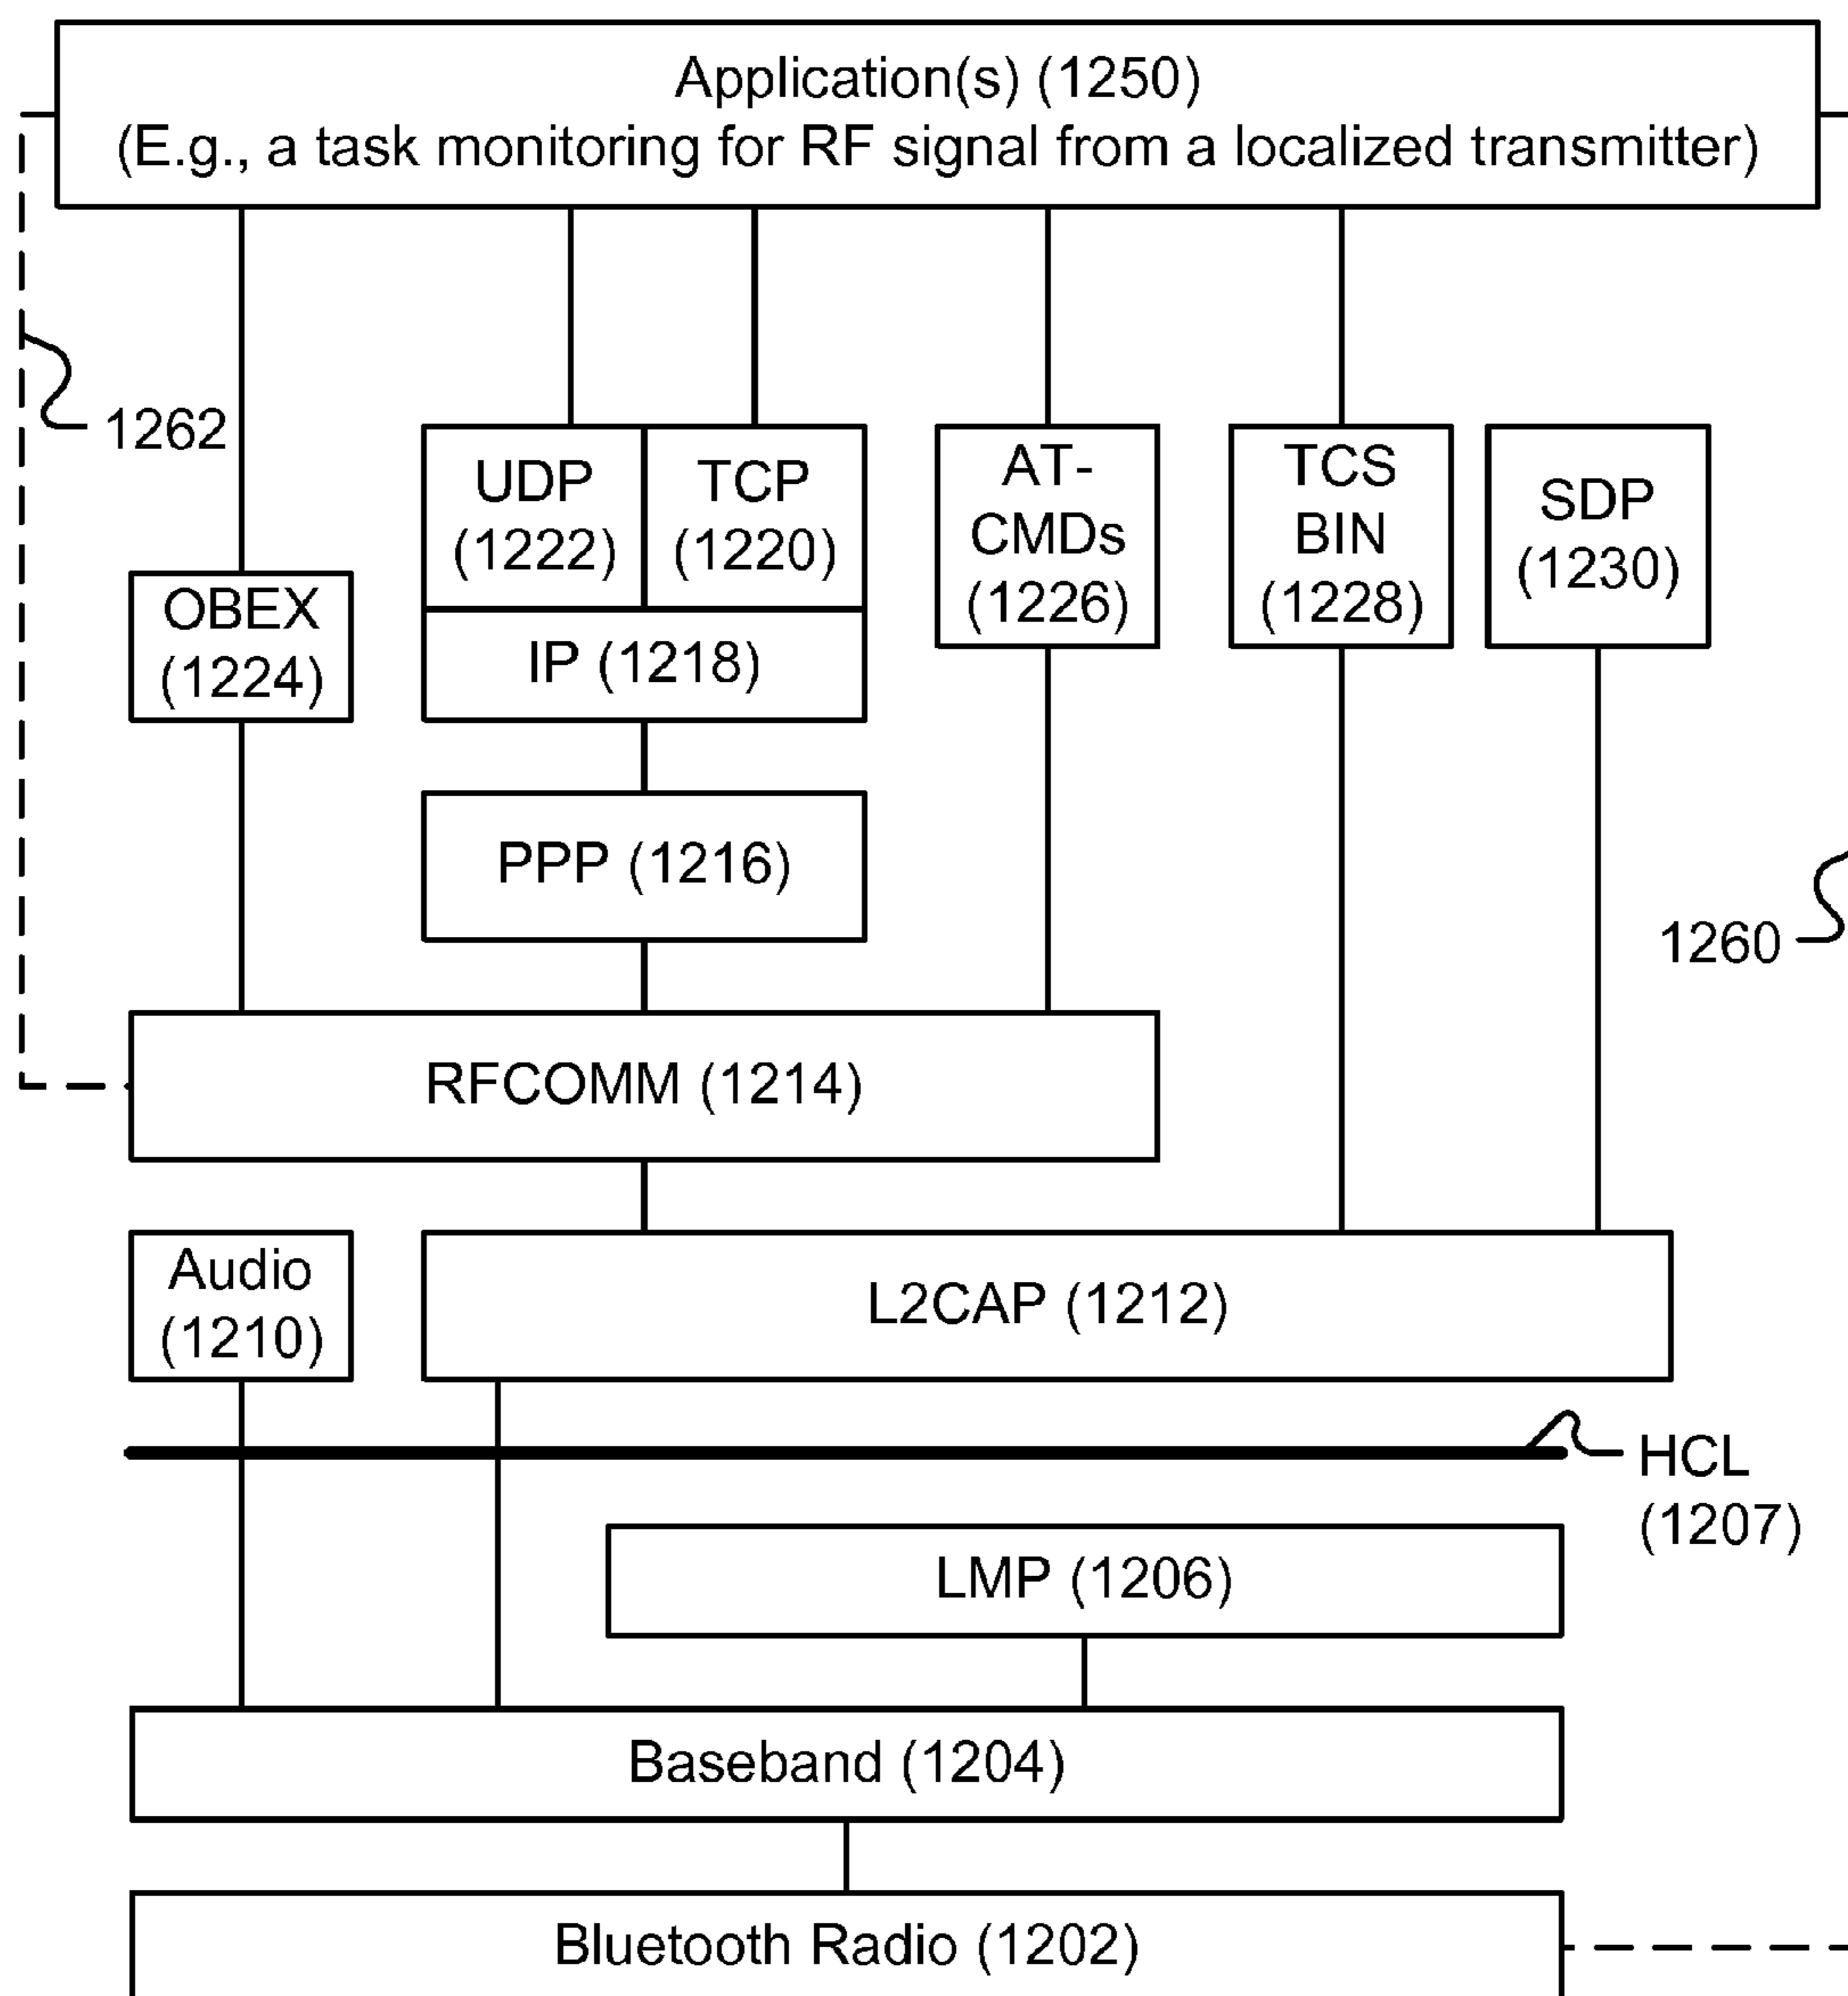 Application(s) (1250)
(E.g., a task monitoring for RF signal from a localized transmitter)
1262
UDP
(1222)
TCP
(1220)
AT-
CMDs
(1226)
TCS
BIN
(1228)
SDP
(1230)
OBEX
(1224)
IP (1218)
PPP (1216)
1260
RFCOMM (1214)
Audio
(1210)
L2CAP (1212)
HCL
(1207)
LMP (1206)
Baseband (1204)
Bluetooth Radio (1202)